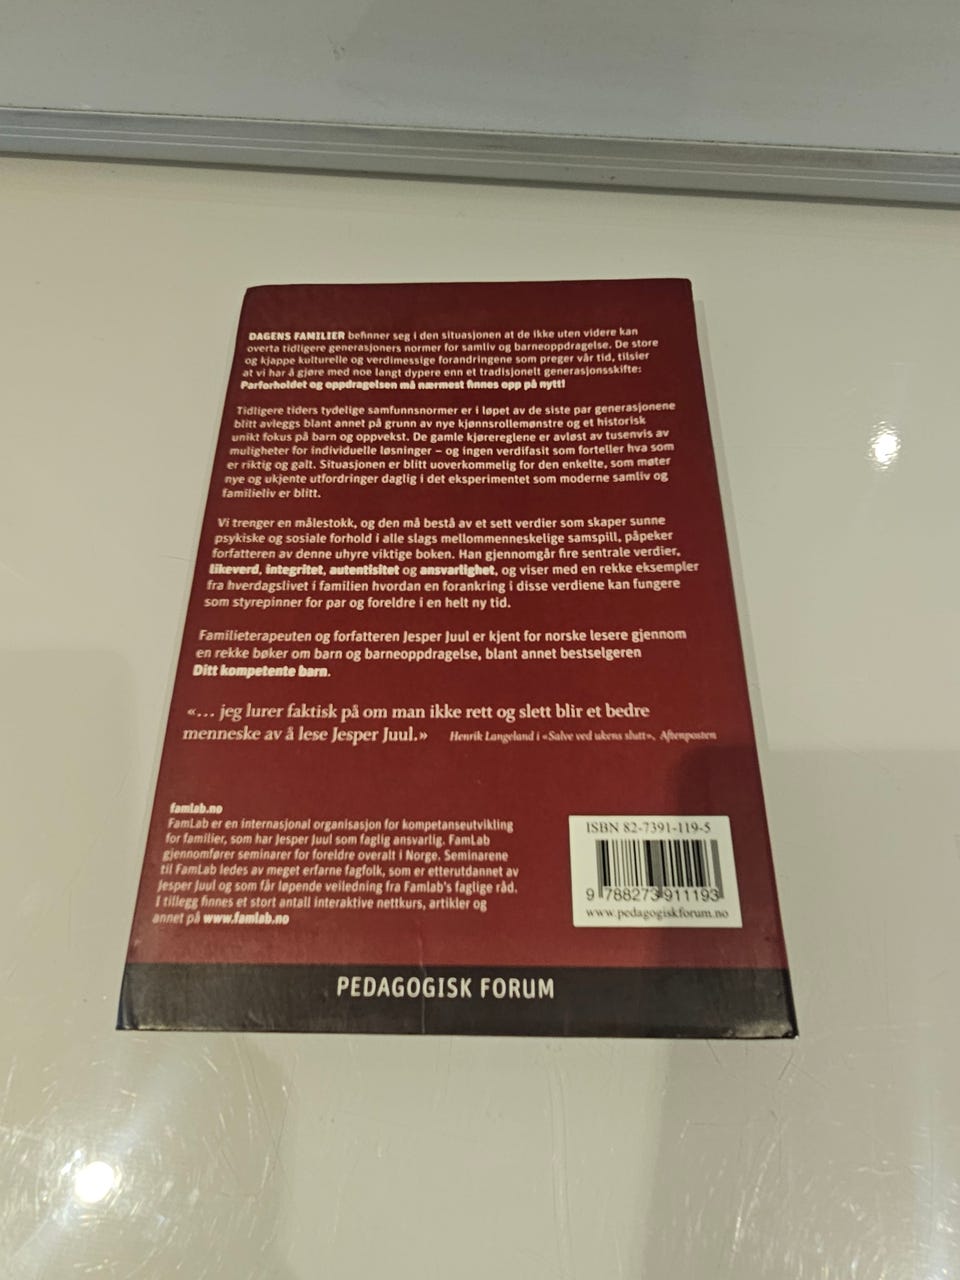 DAGENS FAMILIER befinner seg i den situasjonen at de ikke uten videre kan
overta tidligere generasjoners normer for samliv og barneoppdragelse. De store
og kjappe kulturelle og verdimessige forandringene som preger vår tid, tilsier
at vi har å gjøre med noe langt dypere enn et tradisjonelt generasjonsskifte:
Parforholdet og oppdragelsen må nærmest finnes opp på nytt!
Tidligere tiders tydelige samfunnsnormer er i løpet av de siste par generasjonene
blitt avleggs blant annet på grunn av nye kjønnsrollemønstre og et historisk
unikt fokus på barn og oppvekst. De gamle kjørereglene er avløst av tusenvis av
muligheter for individuelle løsninger – og ingen verdifasit som forteller hva som
er riktig og galt. Situasjonen er blitt uoverkommelig for den enkelte, som møter
nye og ukjente utfordringer daglig i det eksperimentet som moderne samliv og
familieliv er blitt.
Vi trenger en målestokk, og den må bestå av et sett verdier som skaper sunne
psykiske og sosiale forhold i alle slags mellommenneskelige samspill, påpeker
forfatteren av denne uhyre viktige boken. Han gjennomgår fire sentrale verdier,
likeverd, integritet, autentisitet og ansvarlighet, og viser med en rekke eksempler
fra hverdagslivet i familien hvordan en forankring i disse verdiene kan fungere
som styrepinner for par og foreldre i en helt ny tid.
Familieterapeuten og forfatteren Jesper Juul er kjent for norske lesere gjennom
en rekke bøker om barn og barneoppdragelse, blant annet bestselgeren
Ditt kompetente barn.
«... jeg lurer faktisk på om man ikke rett og slett blir et bedre
menneske av å lese Jesper Juul.» Henrik Langeland i «Salve ved ukens slutt», Aftenposten
famlab.no
FamLab er en internasjonal organisasjon for kompetanseutvikling
for familier, som har Jesper Juul som faglig ansvarlig. FamLab
gjennomfører seminarer for foreldre overalt i Norge. Seminarene
til FamLab ledes av meget erfarne fagfolk, som er etterutdannet av
Jesper Juul og som får løpende veiledning fra Famlab's faglige råd.
I tillegg finnes et stort antall interaktive nettkurs, artikler og
annet på www.famlab.no
ISBN 82-7391-119-5
9 788273 911193
www.pedagogiskforum.no
PEDAGOGISK FORUM